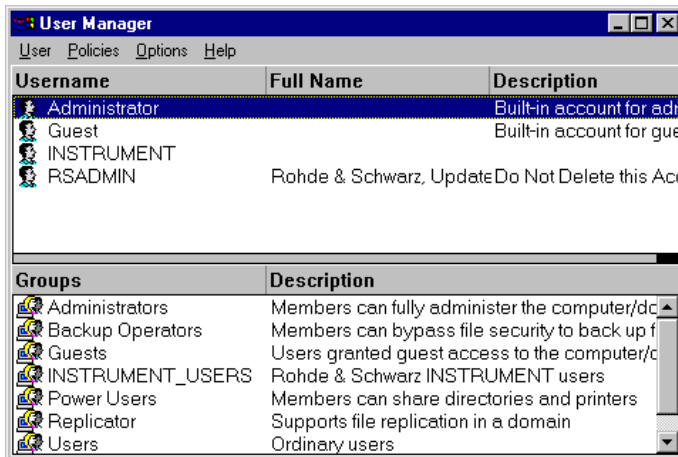 User Manager
User Policies Options Help
Username Full Name Description
Administrator Built-in account for adm
Guest Built-in account for gue
INSTRUMENT
RSADMIN Rohde & Schwarz, Update Do Not Delete this Acc
Groups Description
Administrators Members can fully administer the computer/do
Backup Operators Members can bypass file security to back up f
Guests Users granted guest access to the computer/d
INSTRUMENT_USERS Rohde & Schwarz INSTRUMENT users
Power Users Members can share directories and printers
Replicator Supports file replication in a domain
Users Ordinary users